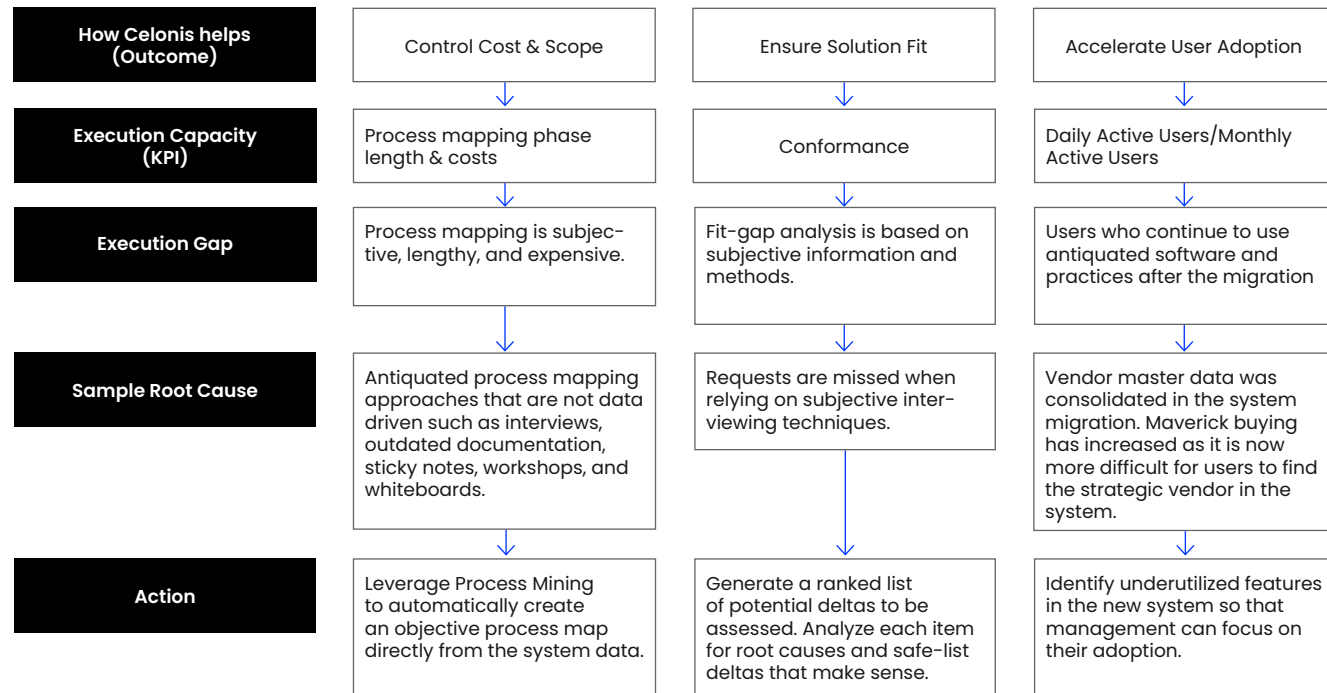 How Celonis helps
(Outcome)
Control Cost & Scope
Ensure Solution Fit
Accelerate User Adoption
Execution Capacity
(KPI)
Process mapping phase
length & costs
Conformance
Daily Active Users/Monthly
Active Users
Execution Gap
Process mapping is subjec-
tive, lengthy, and expensive.
Fit-gap analysis is based on
subjective information and
methods.
Users who continue to use
antiquated software and
practices after the migration
Sample Root Cause
Antiquated process mapping
approaches that are not data
driven such as interviews,
outdated documentation,
sticky notes, workshops, and
whiteboards.
Requests are missed when
relying on subjective inter-
viewing techniques.
Vendor master data was
consolidated in the system
migration. Maverick buying
has increased as it is now
more difficult for users to find
the strategic vendor in the
system.
Action
Leverage Process Mining
to automatically create
an objective process map
directly from the system data.
Generate a ranked list
of potential deltas to be
assessed. Analyze each item
for root causes and safe-list
deltas that make sense.
Identify underutilized features
in the new system so that
management can focus on
their adoption.